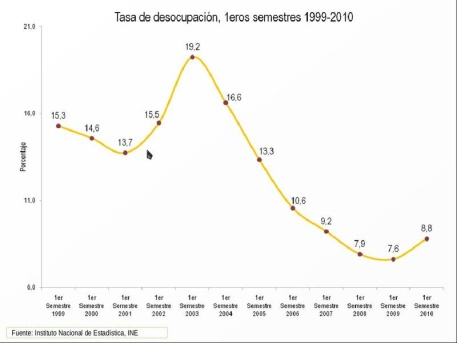 Tasa de desocupación, 1eros semestres 1999-2010
21,0
16,0
11,0
6,0
Porcentaje
15,3
14,6
13,7
15,5
19,2
16,6
13,3
10,6
9,2
7,9
7,6
8,8
1er Semestre 1999
1er Semestre 2000
1er Semestre 2001
1er Semestre 2002
1er Semestre 2003
1er Semestre 2004
1er Semestre 2005
1er Semestre 2006
1er Semestre 2007
1er Semestre 2008
1er Semestre 2009
1er Semestre 2010
Fuente: Instituto Nacional de Estadística, INE